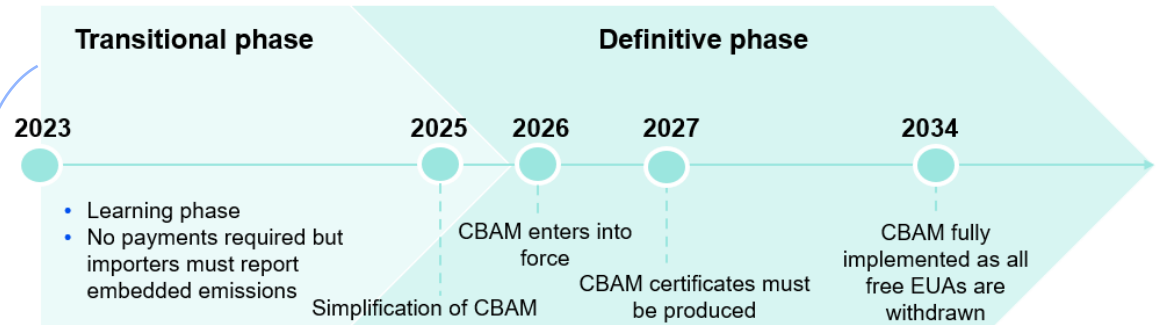 Transitional phase
Definitive phase
2023
2025
2026
2027
2034
• Learning phase
• No payments required but
importers must report
embedded emissions
Simplification of CBAM
CBAM enters into
force
CBAM certificates must
be produced
CBAM fully
implemented as all
free EUAs are
withdrawn